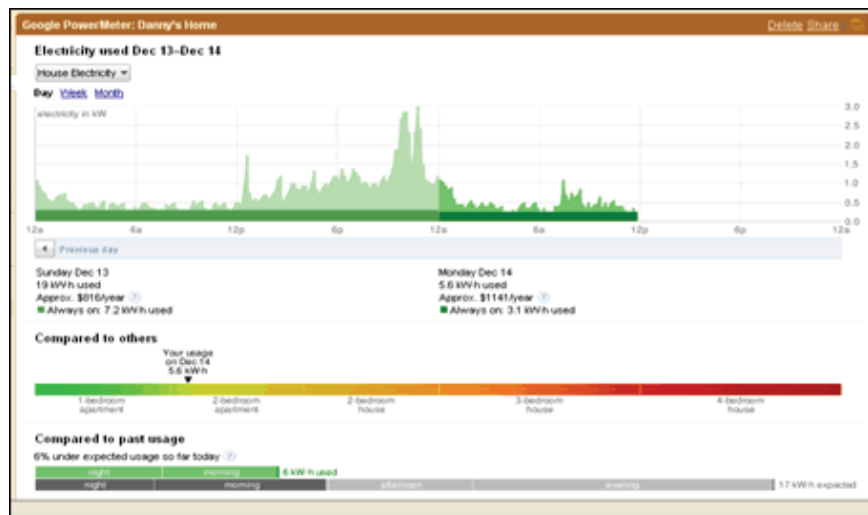 Google PowerMeter: Danny's Home
Delete Share
Electricity used Dec 13–Dec 14
House Electricity
Day Week Month
electricity in kW
3.0
2.5
2.0
1.5
1.0
0.5
0.0
12a 6a 12p 6p 12a 6a 12p 6p 12a
Previous day
Sunday Dec 13
19 kW·h used
Approx. $816/year ?
Always on: 7.2 kW·h used
Monday Dec 14
5.6 kW·h used
Approx. $1141/year ?
Always on: 3.1 kW·h used
Compared to others
Your usage
on Dec 14
5.6 kW·h
1-bedroom
apartment
2-bedroom
apartment
2-bedroom
house
3-bedroom
house
4-bedroom
house
Compared to past usage
6% under expected usage so far today ?
night morning 6 kW·h used
night morning afternoon evening 17 kW·h expected